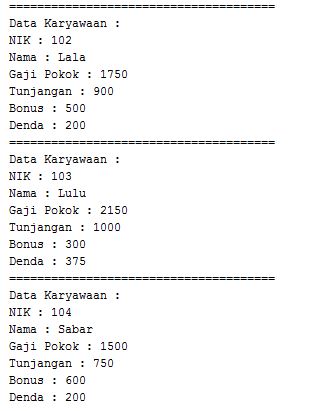 ======================================
Data Karyawaan :
NIK : 102
Nama : Lala
Gaji Pokok : 1750
Tunjangan : 900
Bonus : 500
Denda : 200
======================================
Data Karyawaan :
NIK : 103
Nama : Lulu
Gaji Pokok : 2150
Tunjangan : 1000
Bonus : 300
Denda : 375
======================================
Data Karyawaan :
NIK : 104
Nama : Sabar
Gaji Pokok : 1500
Tunjangan : 750
Bonus : 600
Denda : 200